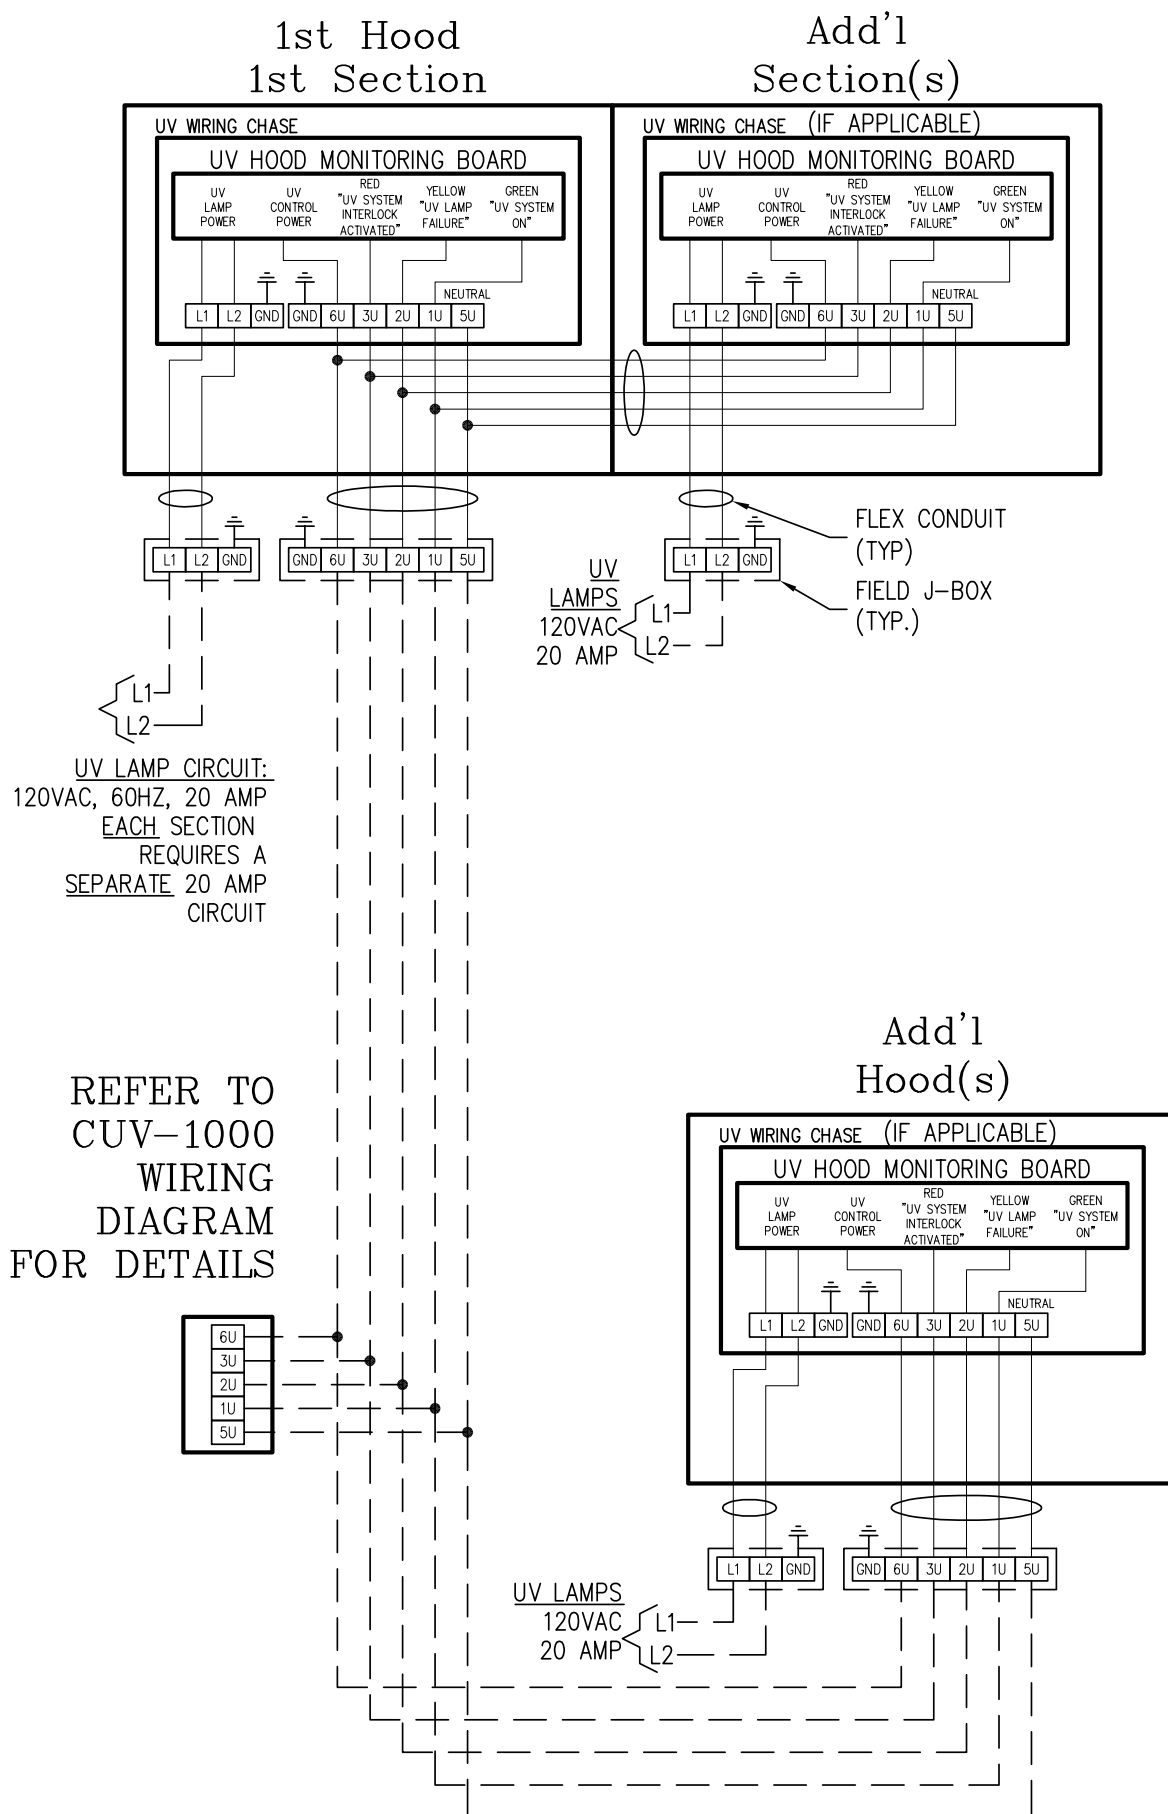 1st Hood
1st Section
Add'l
Section(s)
UV WIRING CHASE
UV HOOD MONITORING BOARD
UV
LAMP
POWER
UV
CONTROL
POWER
RED
"UV SYSTEM
INTERLOCK
ACTIVATED"
YELLOW
"UV LAMP
FAILURE"
GREEN
"UV SYSTEM
ON"
NEUTRAL
L1 L2 GND GND 6U 3U 2U 1U 5U
UV WIRING CHASE (IF APPLICABLE)
UV HOOD MONITORING BOARD
UV
LAMP
POWER
UV
CONTROL
POWER
RED
"UV SYSTEM
INTERLOCK
ACTIVATED"
YELLOW
"UV LAMP
FAILURE"
GREEN
"UV SYSTEM
ON"
NEUTRAL
L1 L2 GND GND 6U 3U 2U 1U 5U
L1 L2 GND
GND 6U 3U 2U 1U 5U
L1 L2 GND
FLEX CONDUIT
(TYP)
FIELD J-BOX
(TYP.)
UV
LAMPS
120VAC
20 AMP
L1
L2
L1
L2
UV LAMP CIRCUIT:
120VAC, 60HZ, 20 AMP
EACH SECTION
REQUIRES A
SEPARATE 20 AMP
CIRCUIT
REFER TO
CUV-1000
WIRING
DIAGRAM
FOR DETAILS
6U
3U
2U
1U
5U
Add'l
Hood(s)
UV WIRING CHASE (IF APPLICABLE)
UV HOOD MONITORING BOARD
UV
LAMP
POWER
UV
CONTROL
POWER
RED
"UV SYSTEM
INTERLOCK
ACTIVATED"
YELLOW
"UV LAMP
FAILURE"
GREEN
"UV SYSTEM
ON"
NEUTRAL
L1 L2 GND GND 6U 3U 2U 1U 5U
L1 L2 GND
GND 6U 3U 2U 1U 5U
UV LAMPS
120VAC
20 AMP
L1
L2